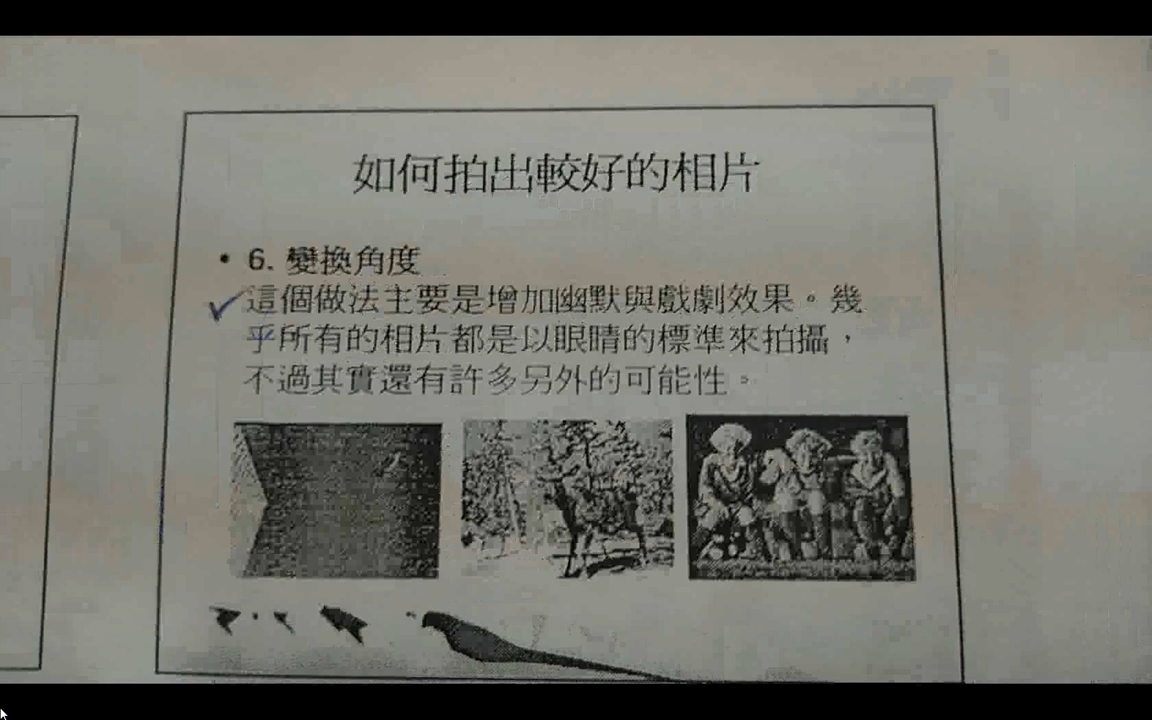 如何拍出較好的相片
• 6. 變換角度
這個做法主要是增加幽默與戲劇效果。幾
乎所有的相片都是以眼睛的標準來拍攝，
不過其實還有許多另外的可能性。